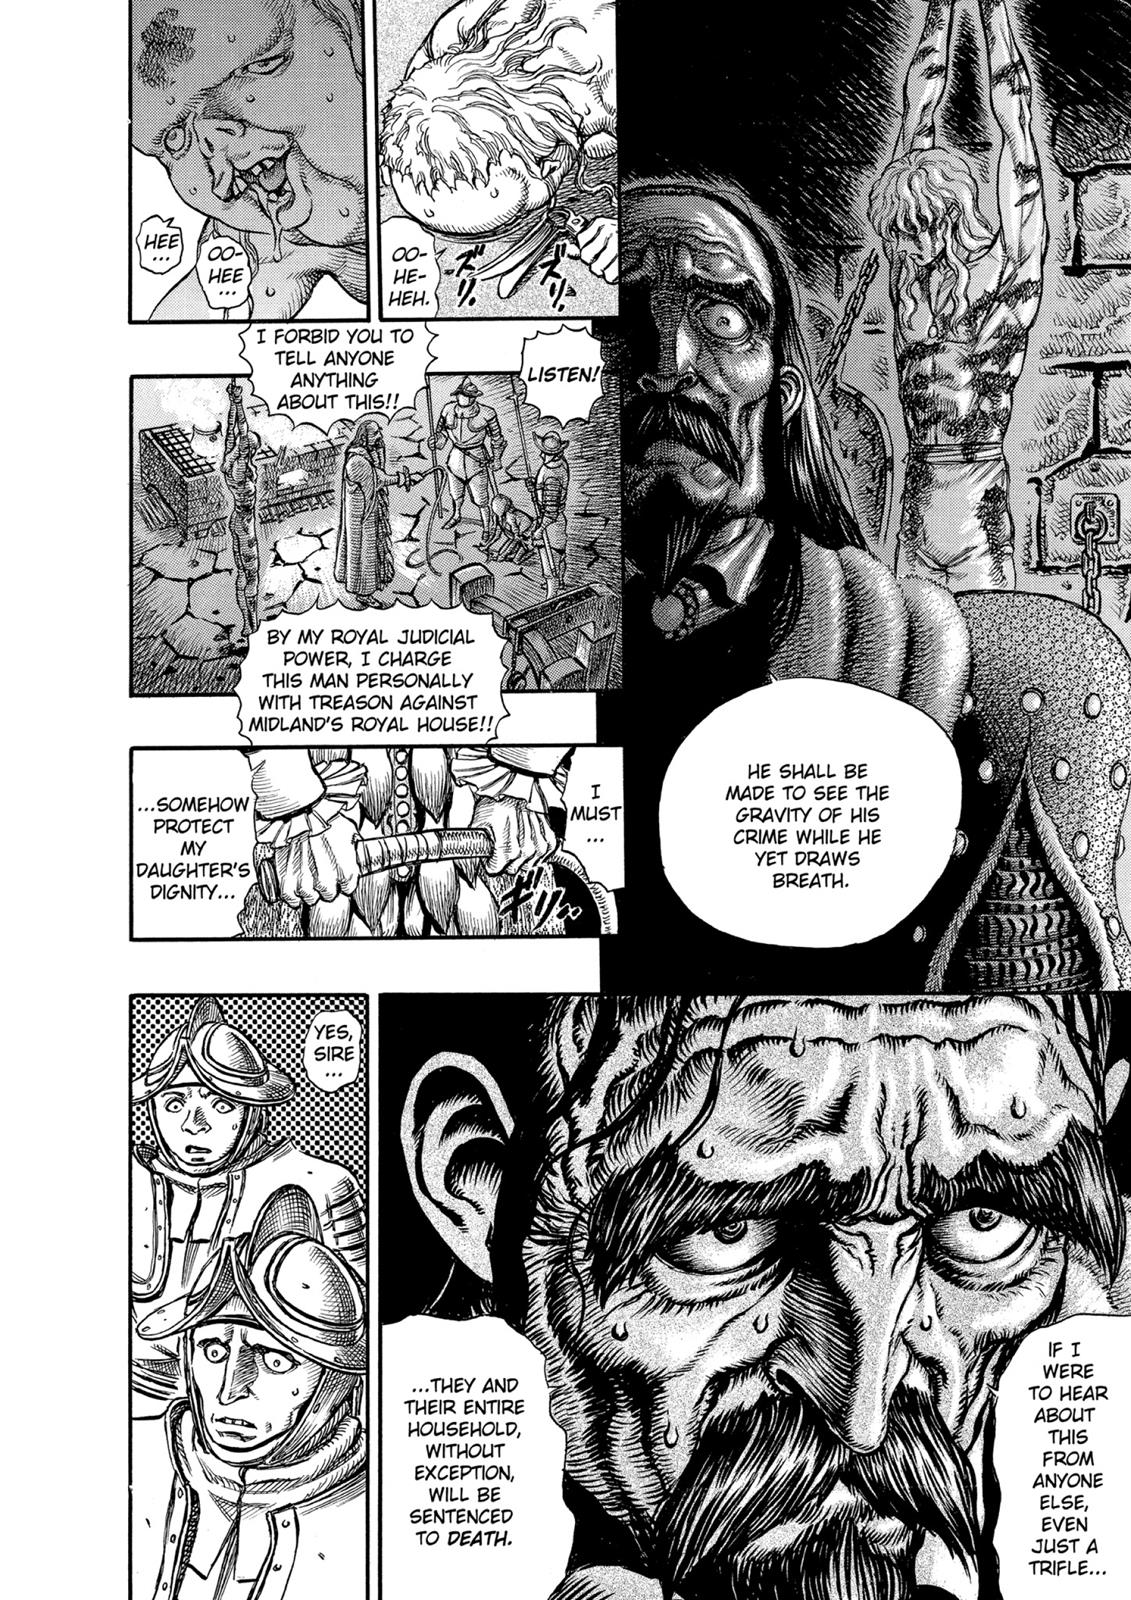 HE SHALL BE
MADE TO SEE THE
GRAVITY OF HIS
CRIME WHILE HE
YET DRAWS
BREATH.
OO-
HE-
HEH.
ズリ、
ズリ、
HEE
...
OO-
HEE
...
LISTEN!
I FORBID YOU TO
TELL ANYONE
ANYTHING
ABOUT THIS!!
BY MY ROYAL JUDICIAL
POWER, I CHARGE
THIS MAN PERSONALLY
WITH TREASON AGAINST
MIDLAND'S ROYAL HOUSE!!
I
MUST
...
ギリ
...SOMEHOW
PROTECT
MY
DAUGHTER'S
DIGNITY...
IF I
WERE
TO HEAR
ABOUT
THIS
FROM
ANYONE
ELSE,
EVEN
JUST A
TRIFLE...
...THEY AND
THEIR ENTIRE
HOUSEHOLD,
WITHOUT
EXCEPTION,
WILL BE
SENTENCED
TO DEATH.
YES,
SIRE
...